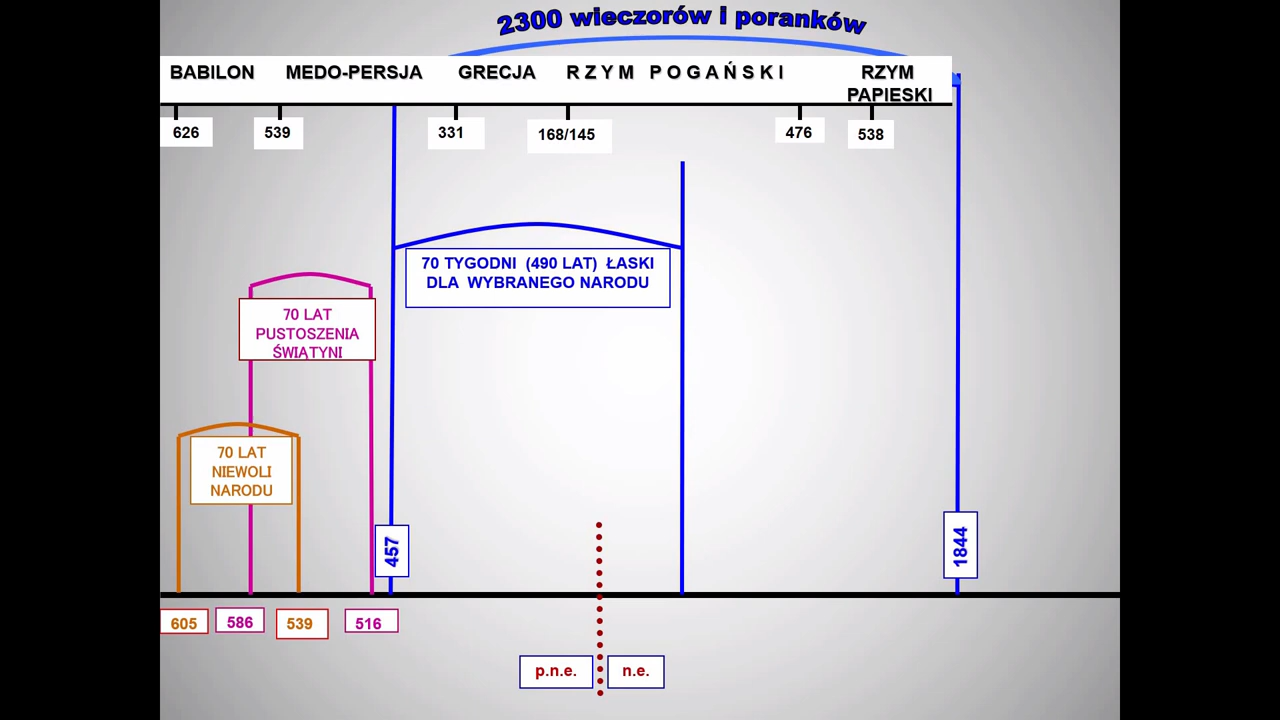 2300 wieczorów i poranków
BABILON MEDO-PERSJA GRECJA RZYM POGAŃSKI RZYM
PAPIESKI
626 539 331 168/145 476 538
70 TYGODNI (490 LAT) ŁASKI
DLA WYBRANEGO NARODU
70 LAT
PUSTOSZENIA
ŚWIĄTYNI
70 LAT
NIEWOLI
NARODU
457
1844
605 586 539 516
p.n.e. n.e.